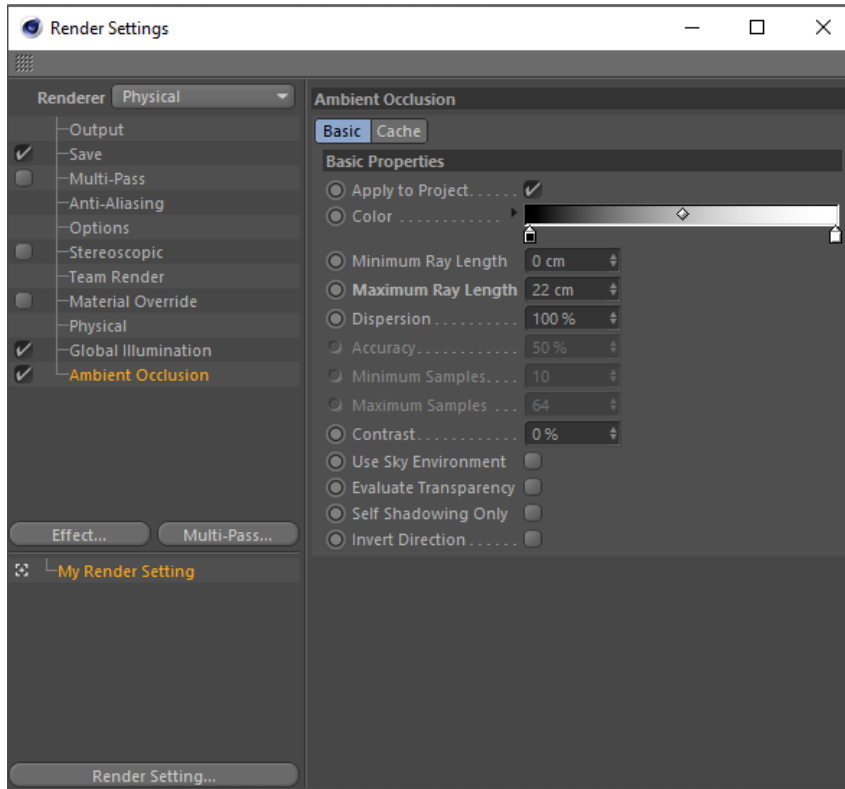 Render Settings
Renderer Physical
Output
Save
Multi-Pass
Anti-Aliasing
Options
Stereoscopic
Team Render
Material Override
Physical
Global Illumination
Ambient Occlusion
Effect... Multi-Pass...
My Render Setting
Render Setting...
Ambient Occlusion
Basic Cache
Basic Properties
Apply to Project......
Color............
Minimum Ray Length 0 cm
Maximum Ray Length 22 cm
Dispersion.......... 100 %
Accuracy............ 50 %
Minimum Samples.... 10
Maximum Samples ... 64
Contrast............ 0 %
Use Sky Environment
Evaluate Transparency
Self Shadowing Only
Invert Direction......